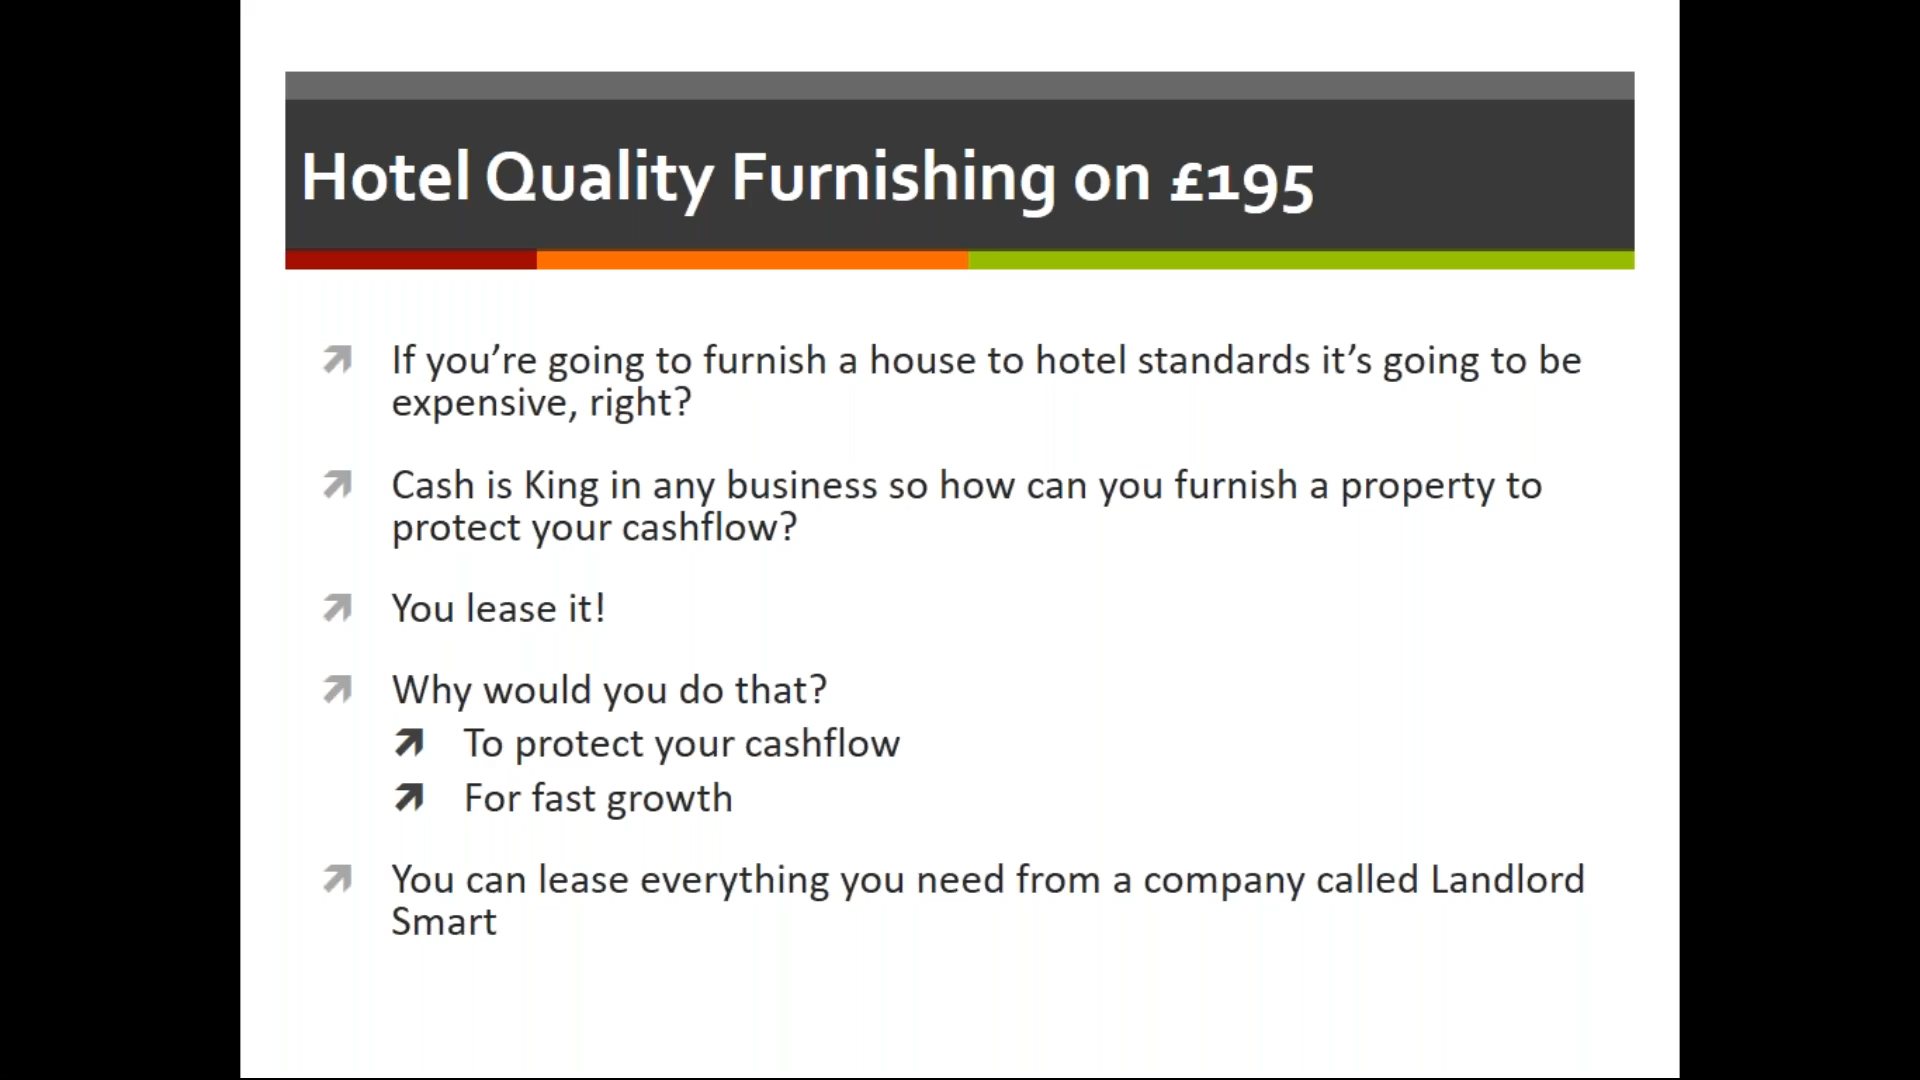 Hotel Quality Furnishing on £195
If you’re going to furnish a house to hotel standards it’s going to be
expensive, right?
Cash is King in any business so how can you furnish a property to
protect your cashflow?
You lease it!
Why would you do that?
To protect your cashflow
For fast growth
You can lease everything you need from a company called Landlord
Smart